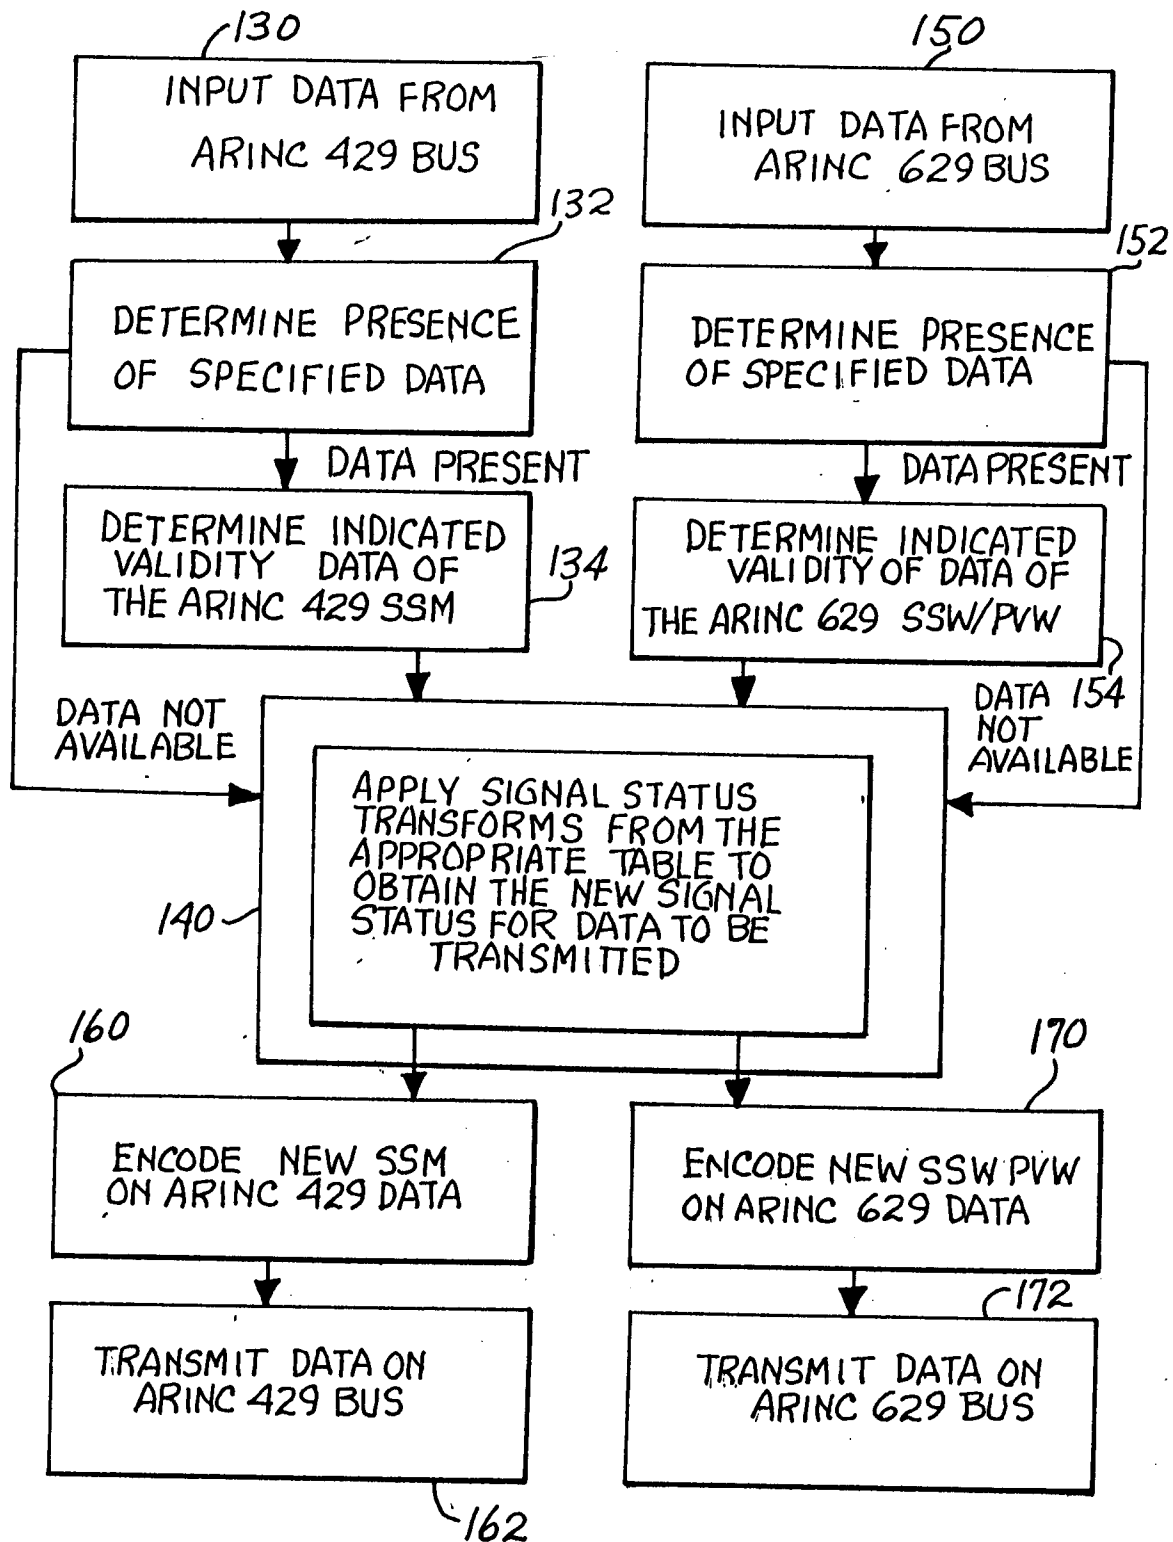 130
INPUT DATA FROM
ARINC 429 BUS
150
INPUT DATA FROM
ARINC 629 BUS
132
DETERMINE PRESENCE
OF SPECIFIED DATA
152
DETERMINE PRESENCE
OF SPECIFIED DATA
DATA PRESENT
DATA PRESENT
DETERMINE INDICATED
VALIDITY DATA OF
THE ARINC 429 SSM
134
DETERMINE INDICATED
VALIDITY OF DATA OF
THE ARINC 629 SSW/PVW
154
DATA NOT
AVAILABLE
DATA
NOT
AVAILABLE
APPLY SIGNAL STATUS
TRANSFORMS FROM THE
APPROPRIATE TABLE TO
OBTAIN THE NEW SIGNAL
STATUS FOR DATA TO BE
TRANSMITTED
140
160
ENCODE NEW SSM
ON ARINC 429 DATA
170
ENCODE NEW SSW PVW
ON ARINC 629 DATA
TRANSMIT DATA ON
ARINC 429 BUS
162
172
TRANSMIT DATA ON
ARINC 629 BUS